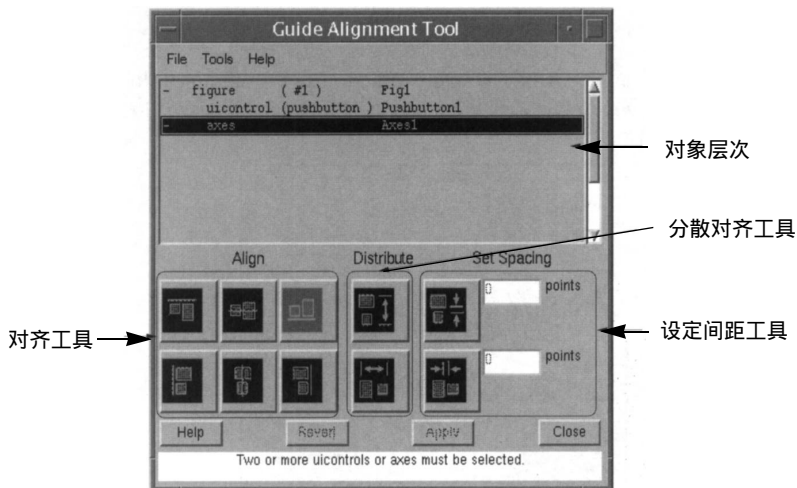 Guide Alignment Tool
File Tools Help
- figure ( #1 ) Fig1
uicontrol (pushbutton ) Pushbutton1
- axes Axes1
对象层次
分散对齐工具
Align Distribute Set Spacing
0 points
对齐工具
设定间距工具
0 points
Help Revert Apply Close
Two or more uicontrols or axes must be selected.